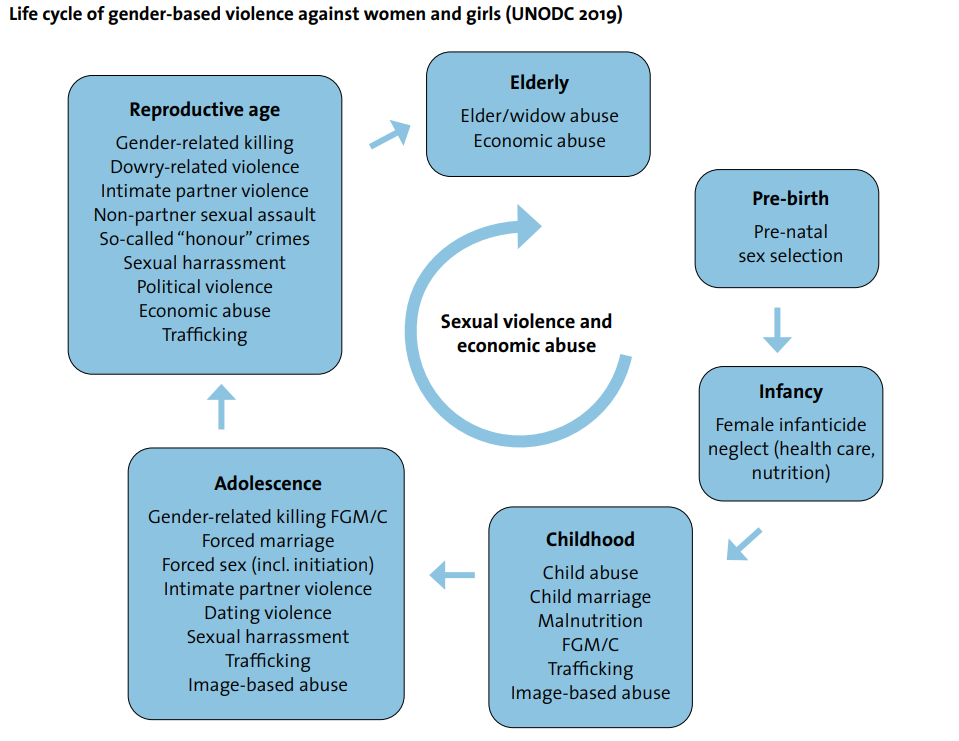 Life cycle of gender-based violence against women and girls (UNODC 2019)
Reproductive age
Gender-related killing
Dowry-related violence
Intimate partner violence
Non-partner sexual assault
So-called “honour” crimes
Sexual harrassment
Political violence
Economic abuse
Trafficking
Elderly
Elder/widow abuse
Economic abuse
Pre-birth
Pre-natal
sex selection
Sexual violence and
economic abuse
Infancy
Female infanticide
neglect (health care,
nutrition)
Childhood
Child abuse
Child marriage
Malnutrition
FGM/C
Trafficking
Image-based abuse
Adolescence
Gender-related killing FGM/C
Forced marriage
Forced sex (incl. initiation)
Intimate partner violence
Dating violence
Sexual harrassment
Trafficking
Image-based abuse